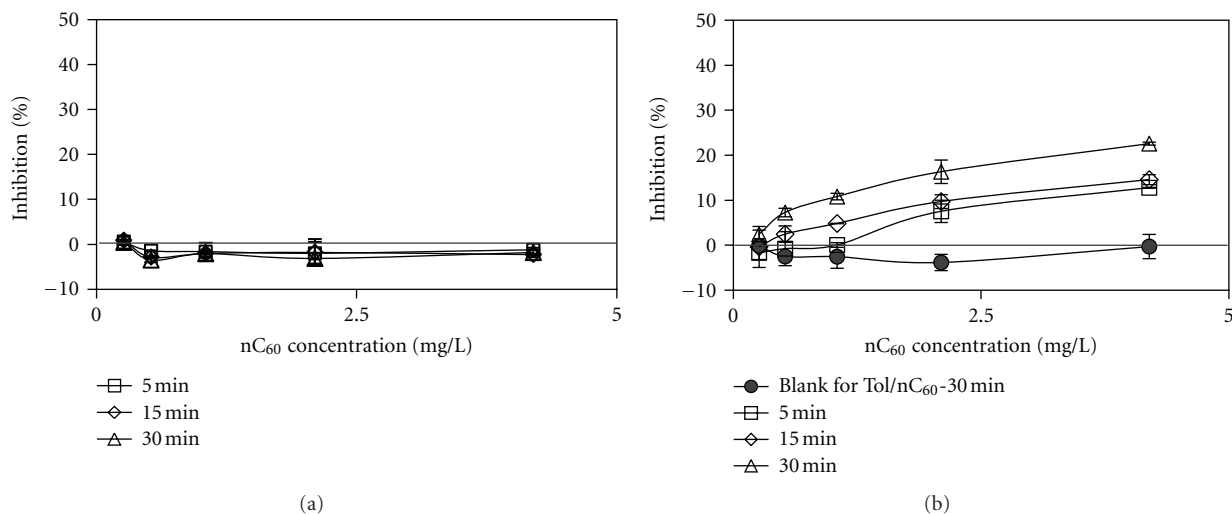 50
40
30
20
10
0
−10
Inhibition (%)
0
2.5
5
nC₆₀ concentration (mg/L)
5 min
15 min
30 min
(a)
50
40
30
20
10
0
−10
Inhibition (%)
0
2.5
5
nC₆₀ concentration (mg/L)
Blank for Tol/nC₆₀-30 min
5 min
15 min
30 min
(b)